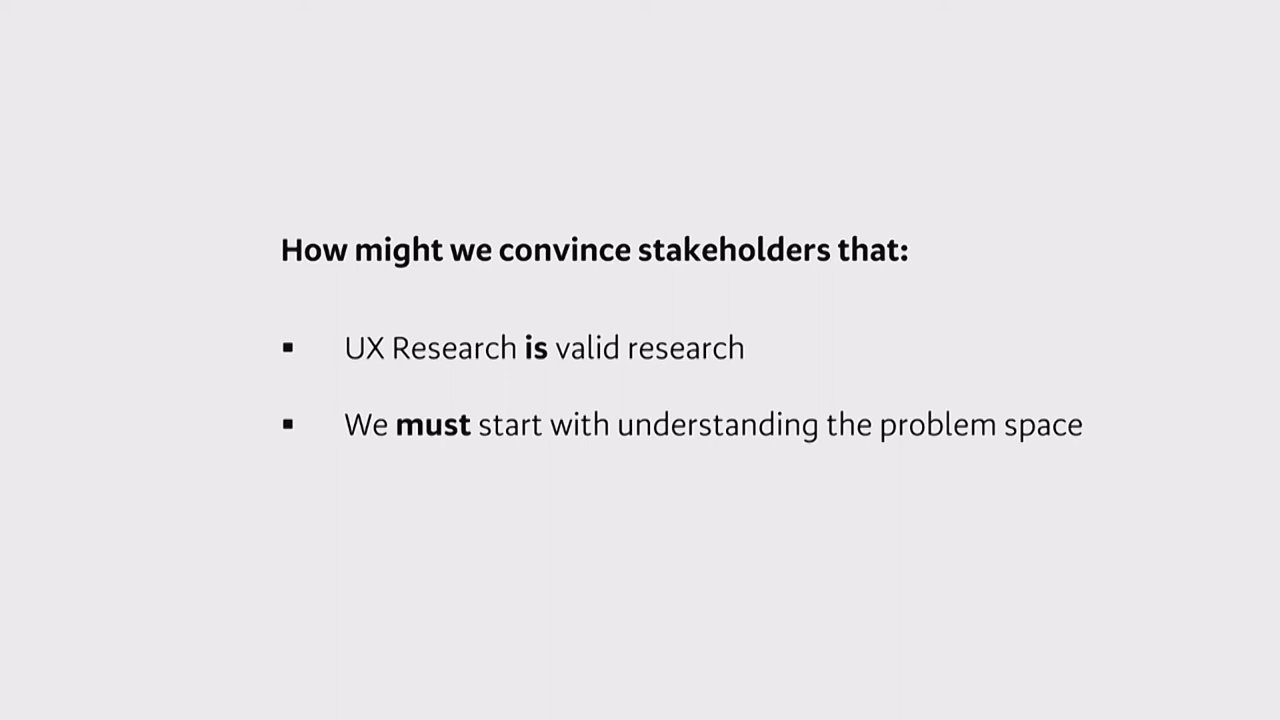 How might we convince stakeholders that:
▪ UX Research is valid research
▪ We must start with understanding the problem space